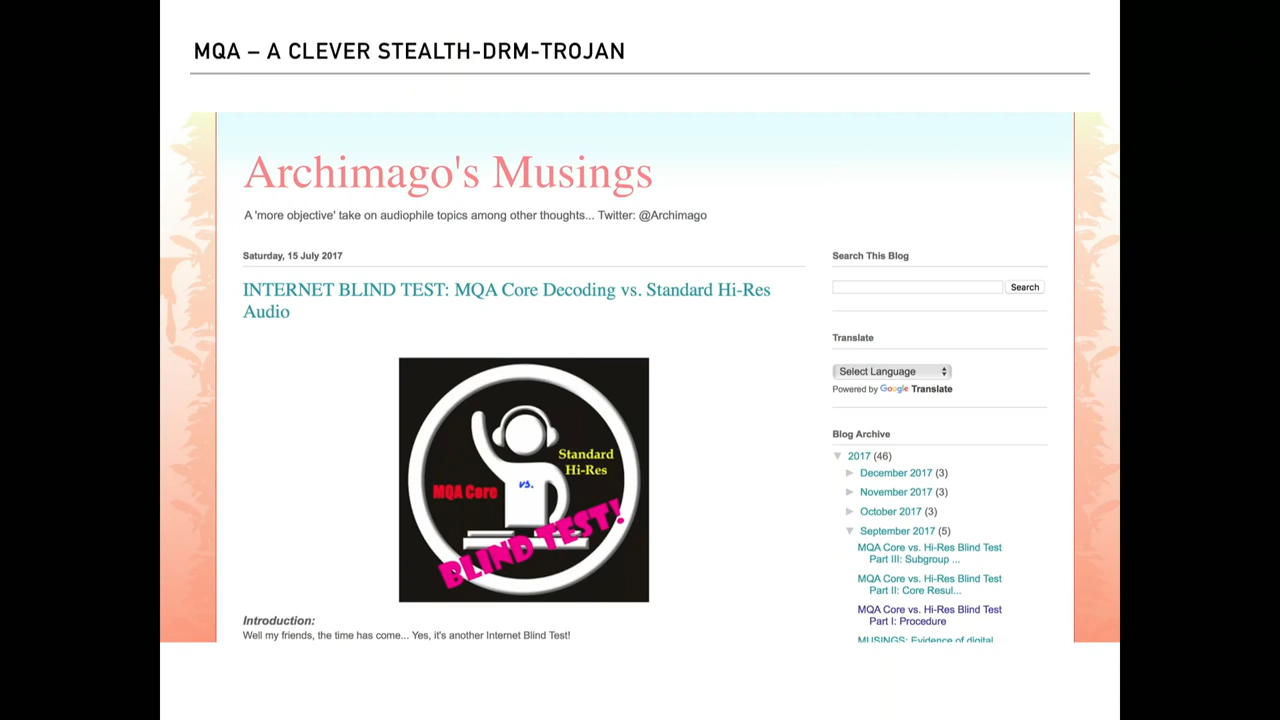 MQA – A CLEVER STEALTH-DRM-TROJAN
Archimago's Musings
A 'more objective' take on audiophile topics among other thoughts... Twitter: @Archimago
Saturday, 15 July 2017
INTERNET BLIND TEST: MQA Core Decoding vs. Standard Hi-Res
Audio
Standard
Hi-Res
MQA Core
vs.
BLIND TEST!
Introduction:
Well my friends, the time has come... Yes, it's another Internet Blind Test!
Search This Blog
Search
Translate
Select Language
Powered by Google Translate
Blog Archive
▼ 2017 (46)
► December 2017 (3)
► November 2017 (3)
► October 2017 (3)
▼ September 2017 (5)
MQA Core vs. Hi-Res Blind Test
Part III: Subgroup ...
MQA Core vs. Hi-Res Blind Test
Part II: Core Resul...
MQA Core vs. Hi-Res Blind Test
Part I: Procedure
MUSINGS: Evidence of digital